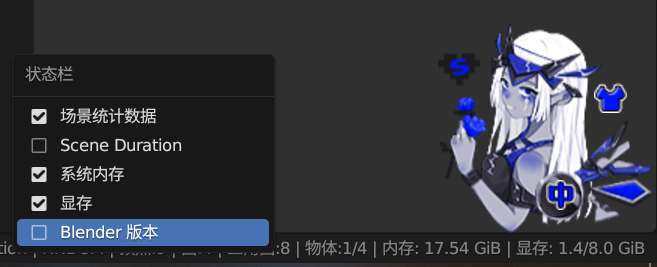 状态栏
场景统计数据
Scene Duration
系统内存
显存
Blender 版本
S
中
:8 | 物体:1/4 | 内存: 17.54 GiB | 显存: 1.4/8.0 GiB